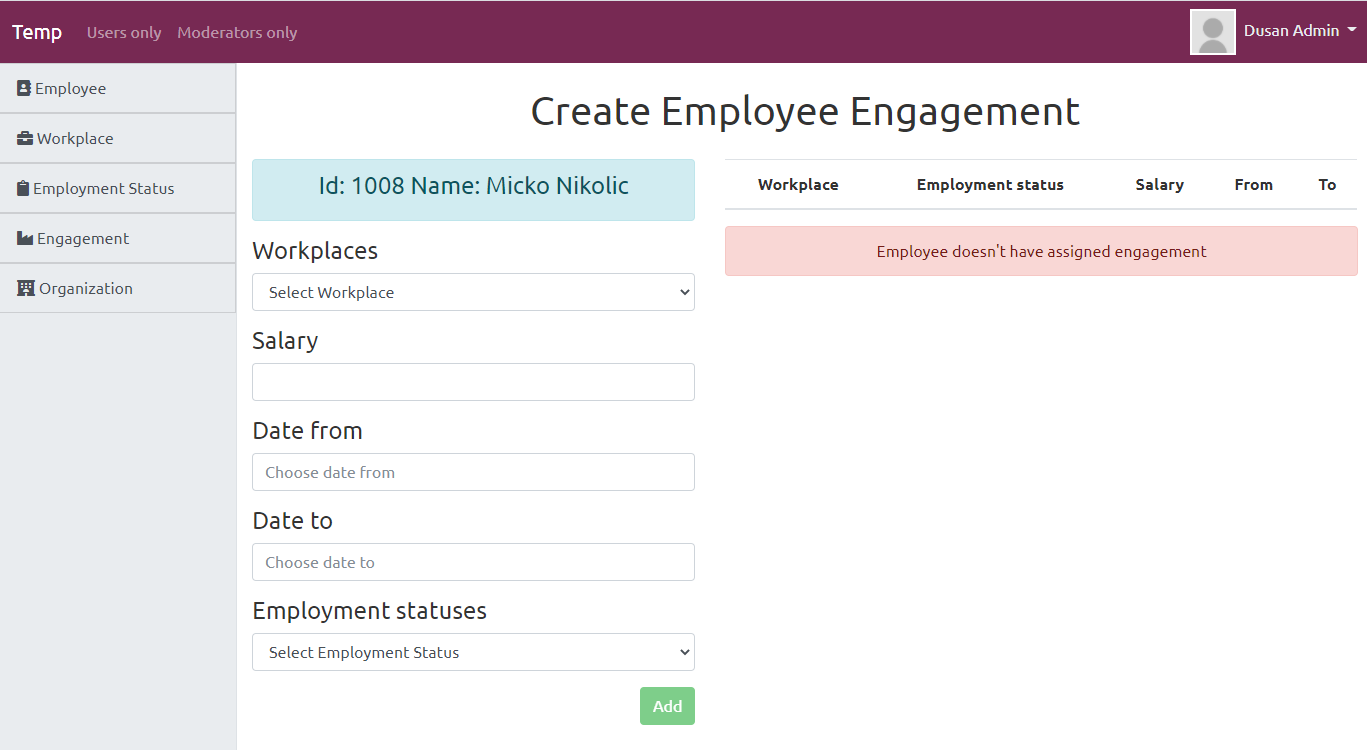 Temp Users only Moderators only Dusan Admin
Employee
Workplace
Employment Status
Engagement
Organization
Create Employee Engagement
Id: 1008 Name: Micko Nikolic
Workplaces
Select Workplace
Salary
Date from
Choose date from
Date to
Choose date to
Employment statuses
Select Employment Status
Add
Workplace Employment status Salary From To
Employee doesn't have assigned engagement